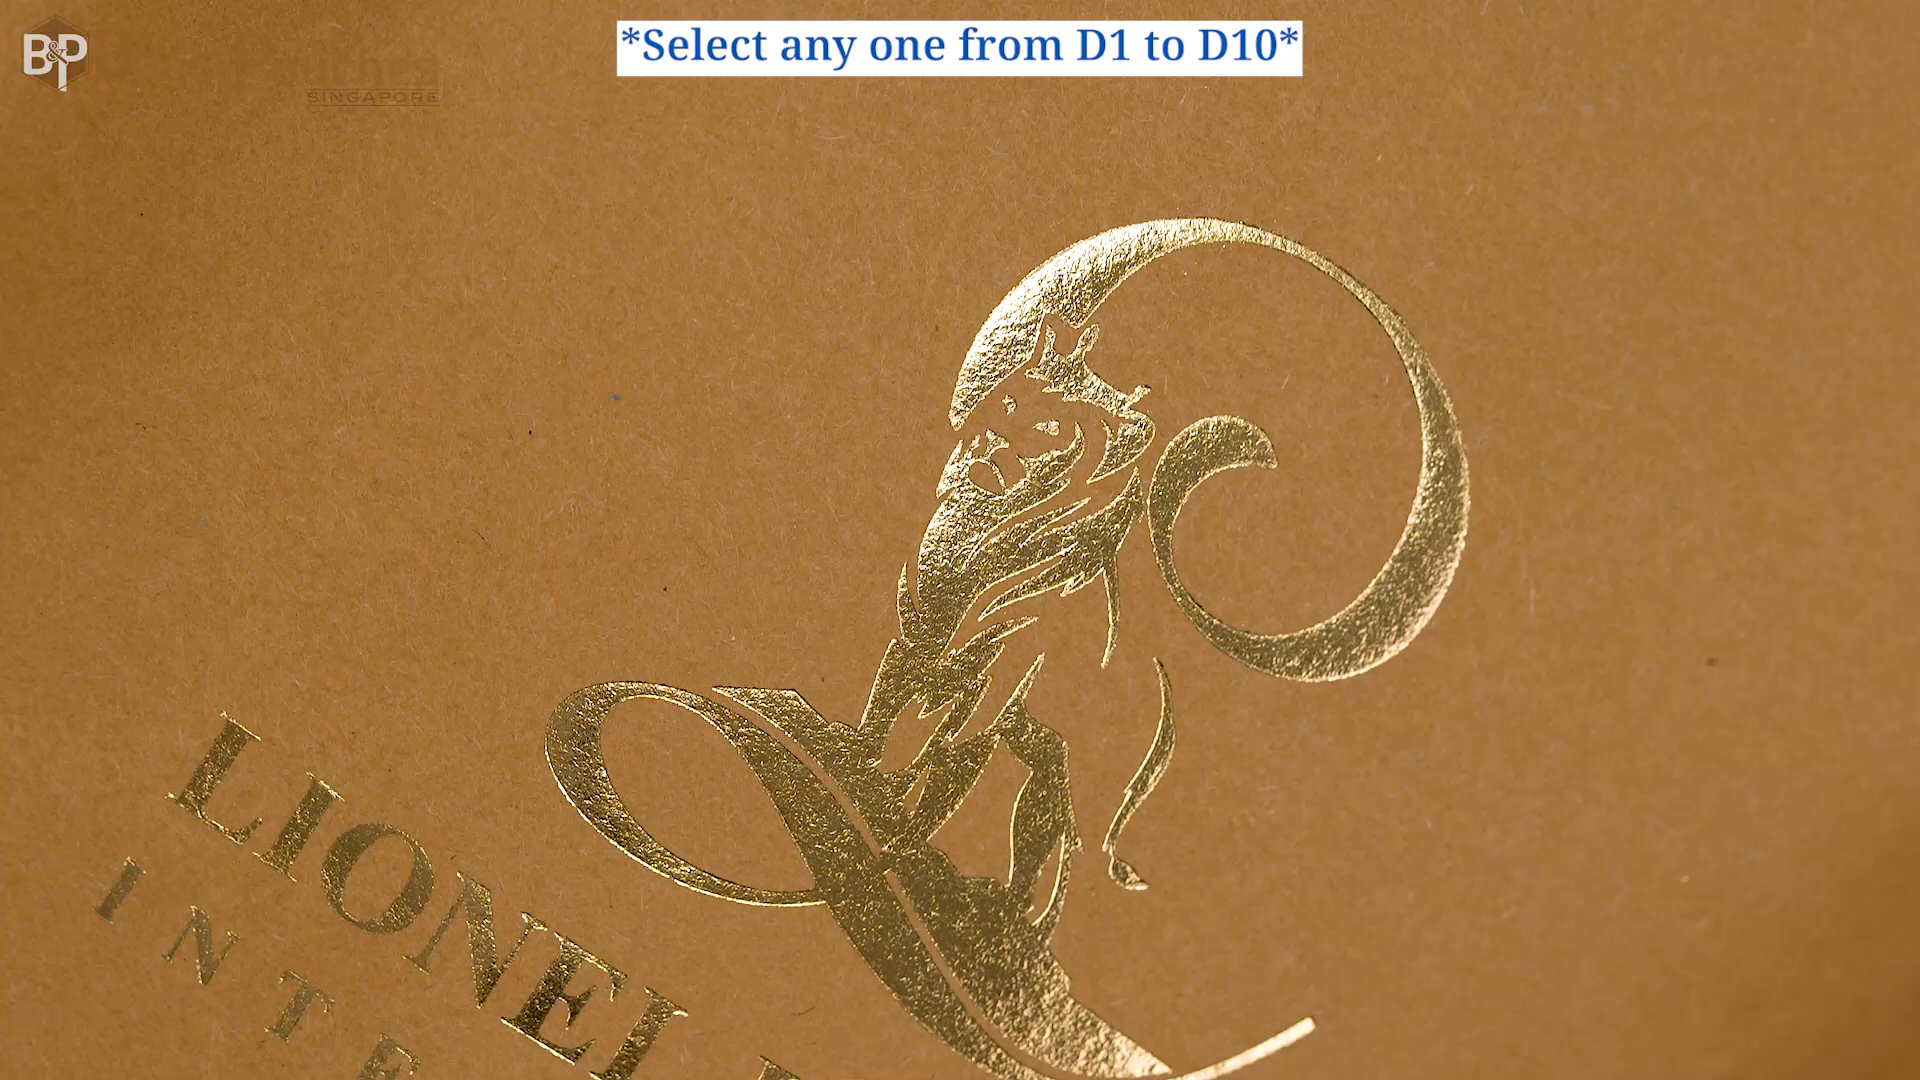 B&P
*Select any one from D1 to D10*
SINGAPORE
LIONEL
INTE